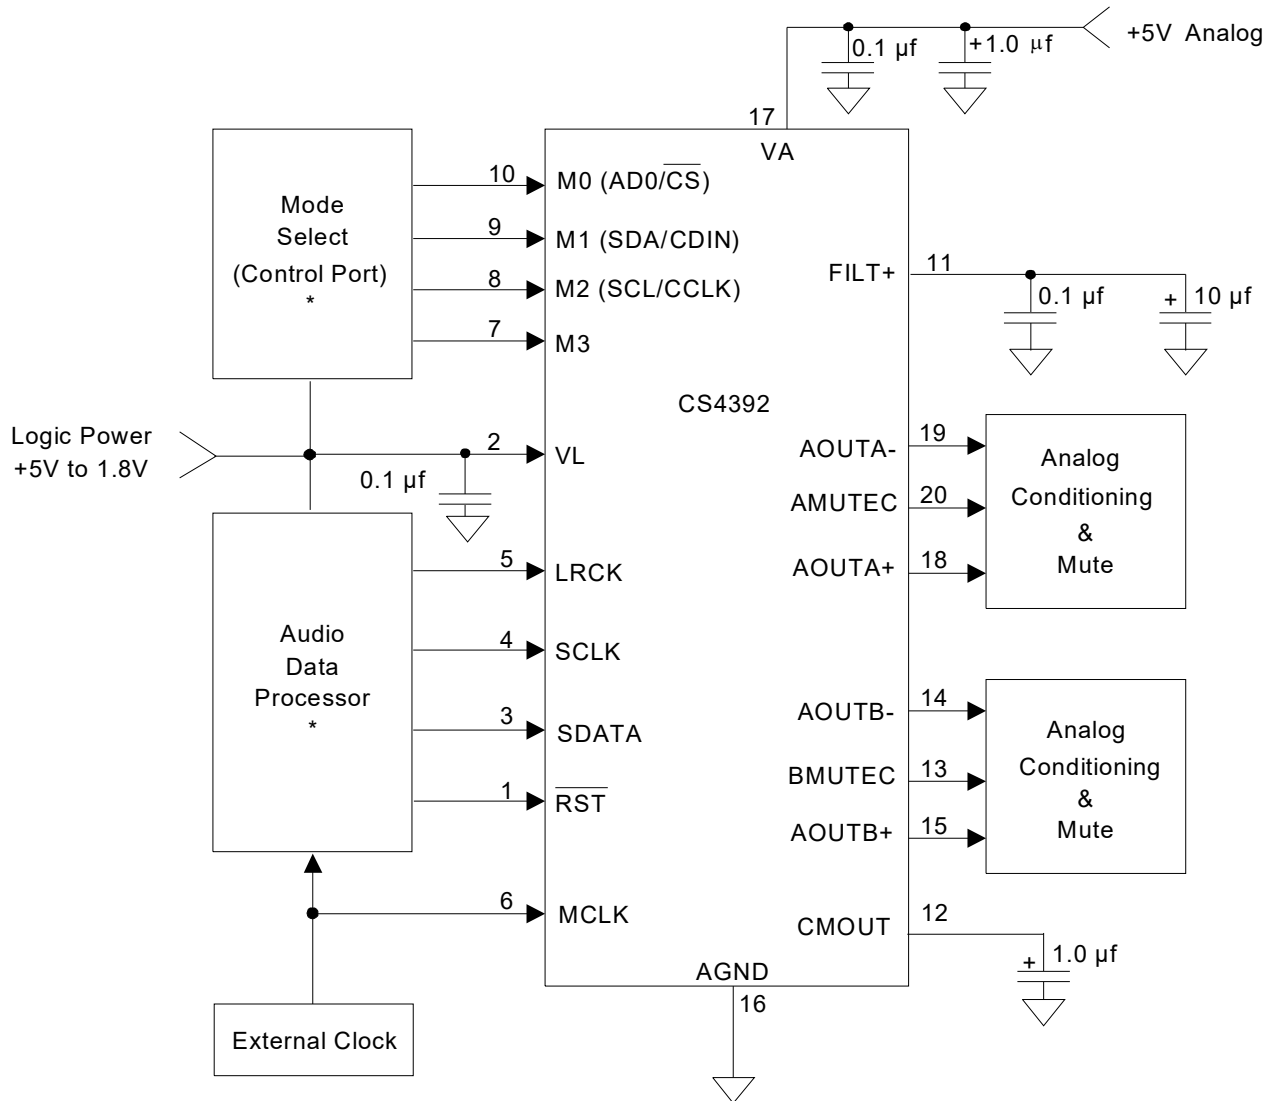 0.1 µf
+1.0 µf
+5V Analog
17
VA
Mode
Select
(Control Port)
*
10
M0 (AD0/CS)
9
M1 (SDA/CDIN)
8
M2 (SCL/CCLK)
7
M3
FILT+
11
0.1 µf
+ 10 µf
CS4392
Logic Power
+5V to 1.8V
2
VL
0.1 µf
AOUTA-
19
AMUTEC
20
AOUTA+
18
Analog
Conditioning
&
Mute
Audio
Data
Processor
*
5
LRCK
4
SCLK
3
SDATA
1
RST
6
MCLK
AOUTB-
14
BMUTEC
13
AOUTB+
15
Analog
Conditioning
&
Mute
CMOUT
12
+ 1.0 µf
AGND
16
External Clock